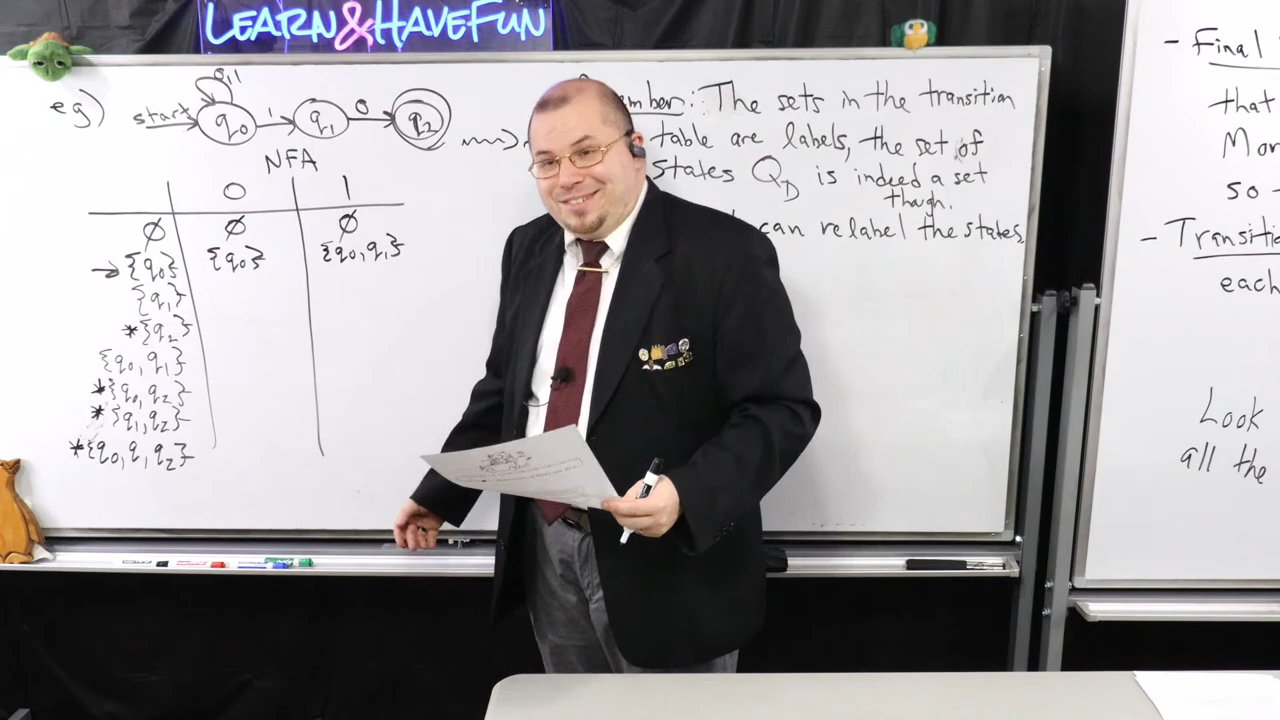 LEARN&HAVEFUN
eg)
0,1
start q0 1 q1 0 q2
NFA
0 1
∅ ∅ ∅
→{q0} {q0} {q0,q1}
{q1}
*{q2}
{q0,q1}
*{q0,q2}
*{q1,q2}
*{q0,q1,q2}
ember: The sets in the transition
table are labels, the set of
states QD is indeed a set
though.
can relabel the states.
- Final
that
Mor
so
- Transitio
each
Look
all the